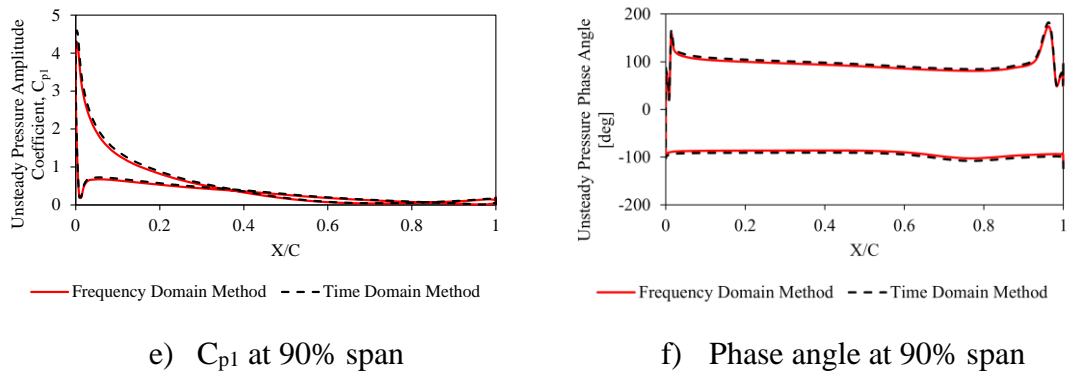 Unsteady Pressure Amplitude
Coefficient, Cp1
5
4
3
2
1
0
0 0.2 0.4 0.6 0.8 1
X/C
Frequency Domain Method Time Domain Method
e) Cp1 at 90% span
Unsteady Pressure Phase Angle
[deg]
200
100
0
-100
-200
0 0.2 0.4 0.6 0.8 1
X/C
Frequency Domain Method Time Domain Method
f) Phase angle at 90% span